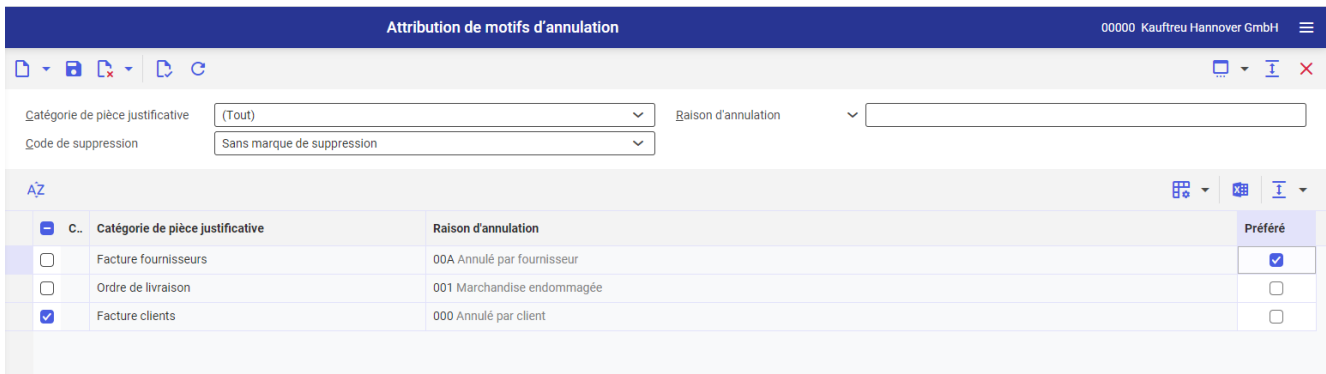 Attribution de motifs d'annulation 00000 Kauftreu Hannover GmbH
Catégorie de pièce justificative (Tout) Raison d'annulation
Code de suppression Sans marque de suppression
AZ
C.. Catégorie de pièce justificative Raison d'annulation Préféré
Facture fournisseurs 00A Annulé par fournisseur
Ordre de livraison 001 Marchandise endommagée
Facture clients 000 Annulé par client